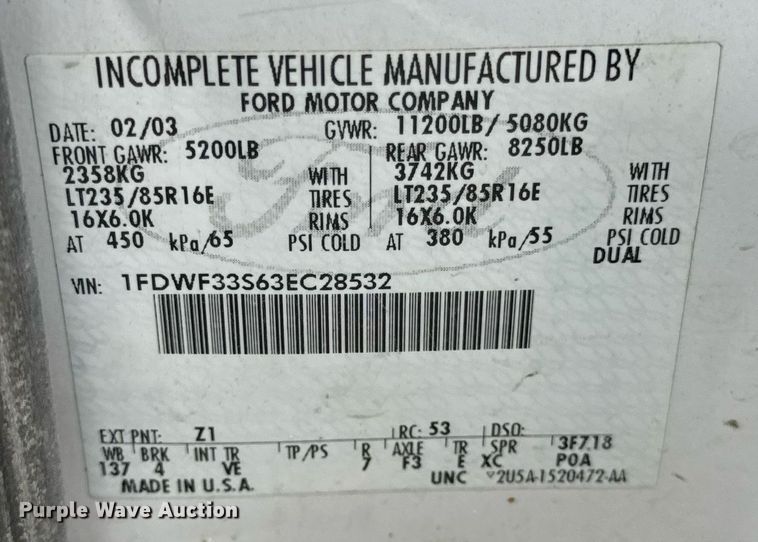 INCOMPLETE VEHICLE MANUFACTURED BY
FORD MOTOR COMPANY
DATE: 02/03 GVWR: 11200LB/ 5080KG
FRONT GAWR: 5200LB REAR GAWR: 8250LB
2358KG WITH 3742KG WITH
LT235/85R16E TIRES LT235/85R16E TIRES
16X6.0K RIMS 16X6.0K RIMS
AT 450 kPa/65 PSI COLD AT 380 kPa/55 PSI COLD
DUAL
VIN: 1FDWF33S63EC28532
Ford
EXT PNT: Z1 RC: 53 DSO:
WB BRK INT TR TP/PS R AXLE TR SPR 3F718
137 4 VE 7 F3 E XC POA
MADE IN U.S.A. UNC 2U5A-1520472-AA
Purple Wave Auction